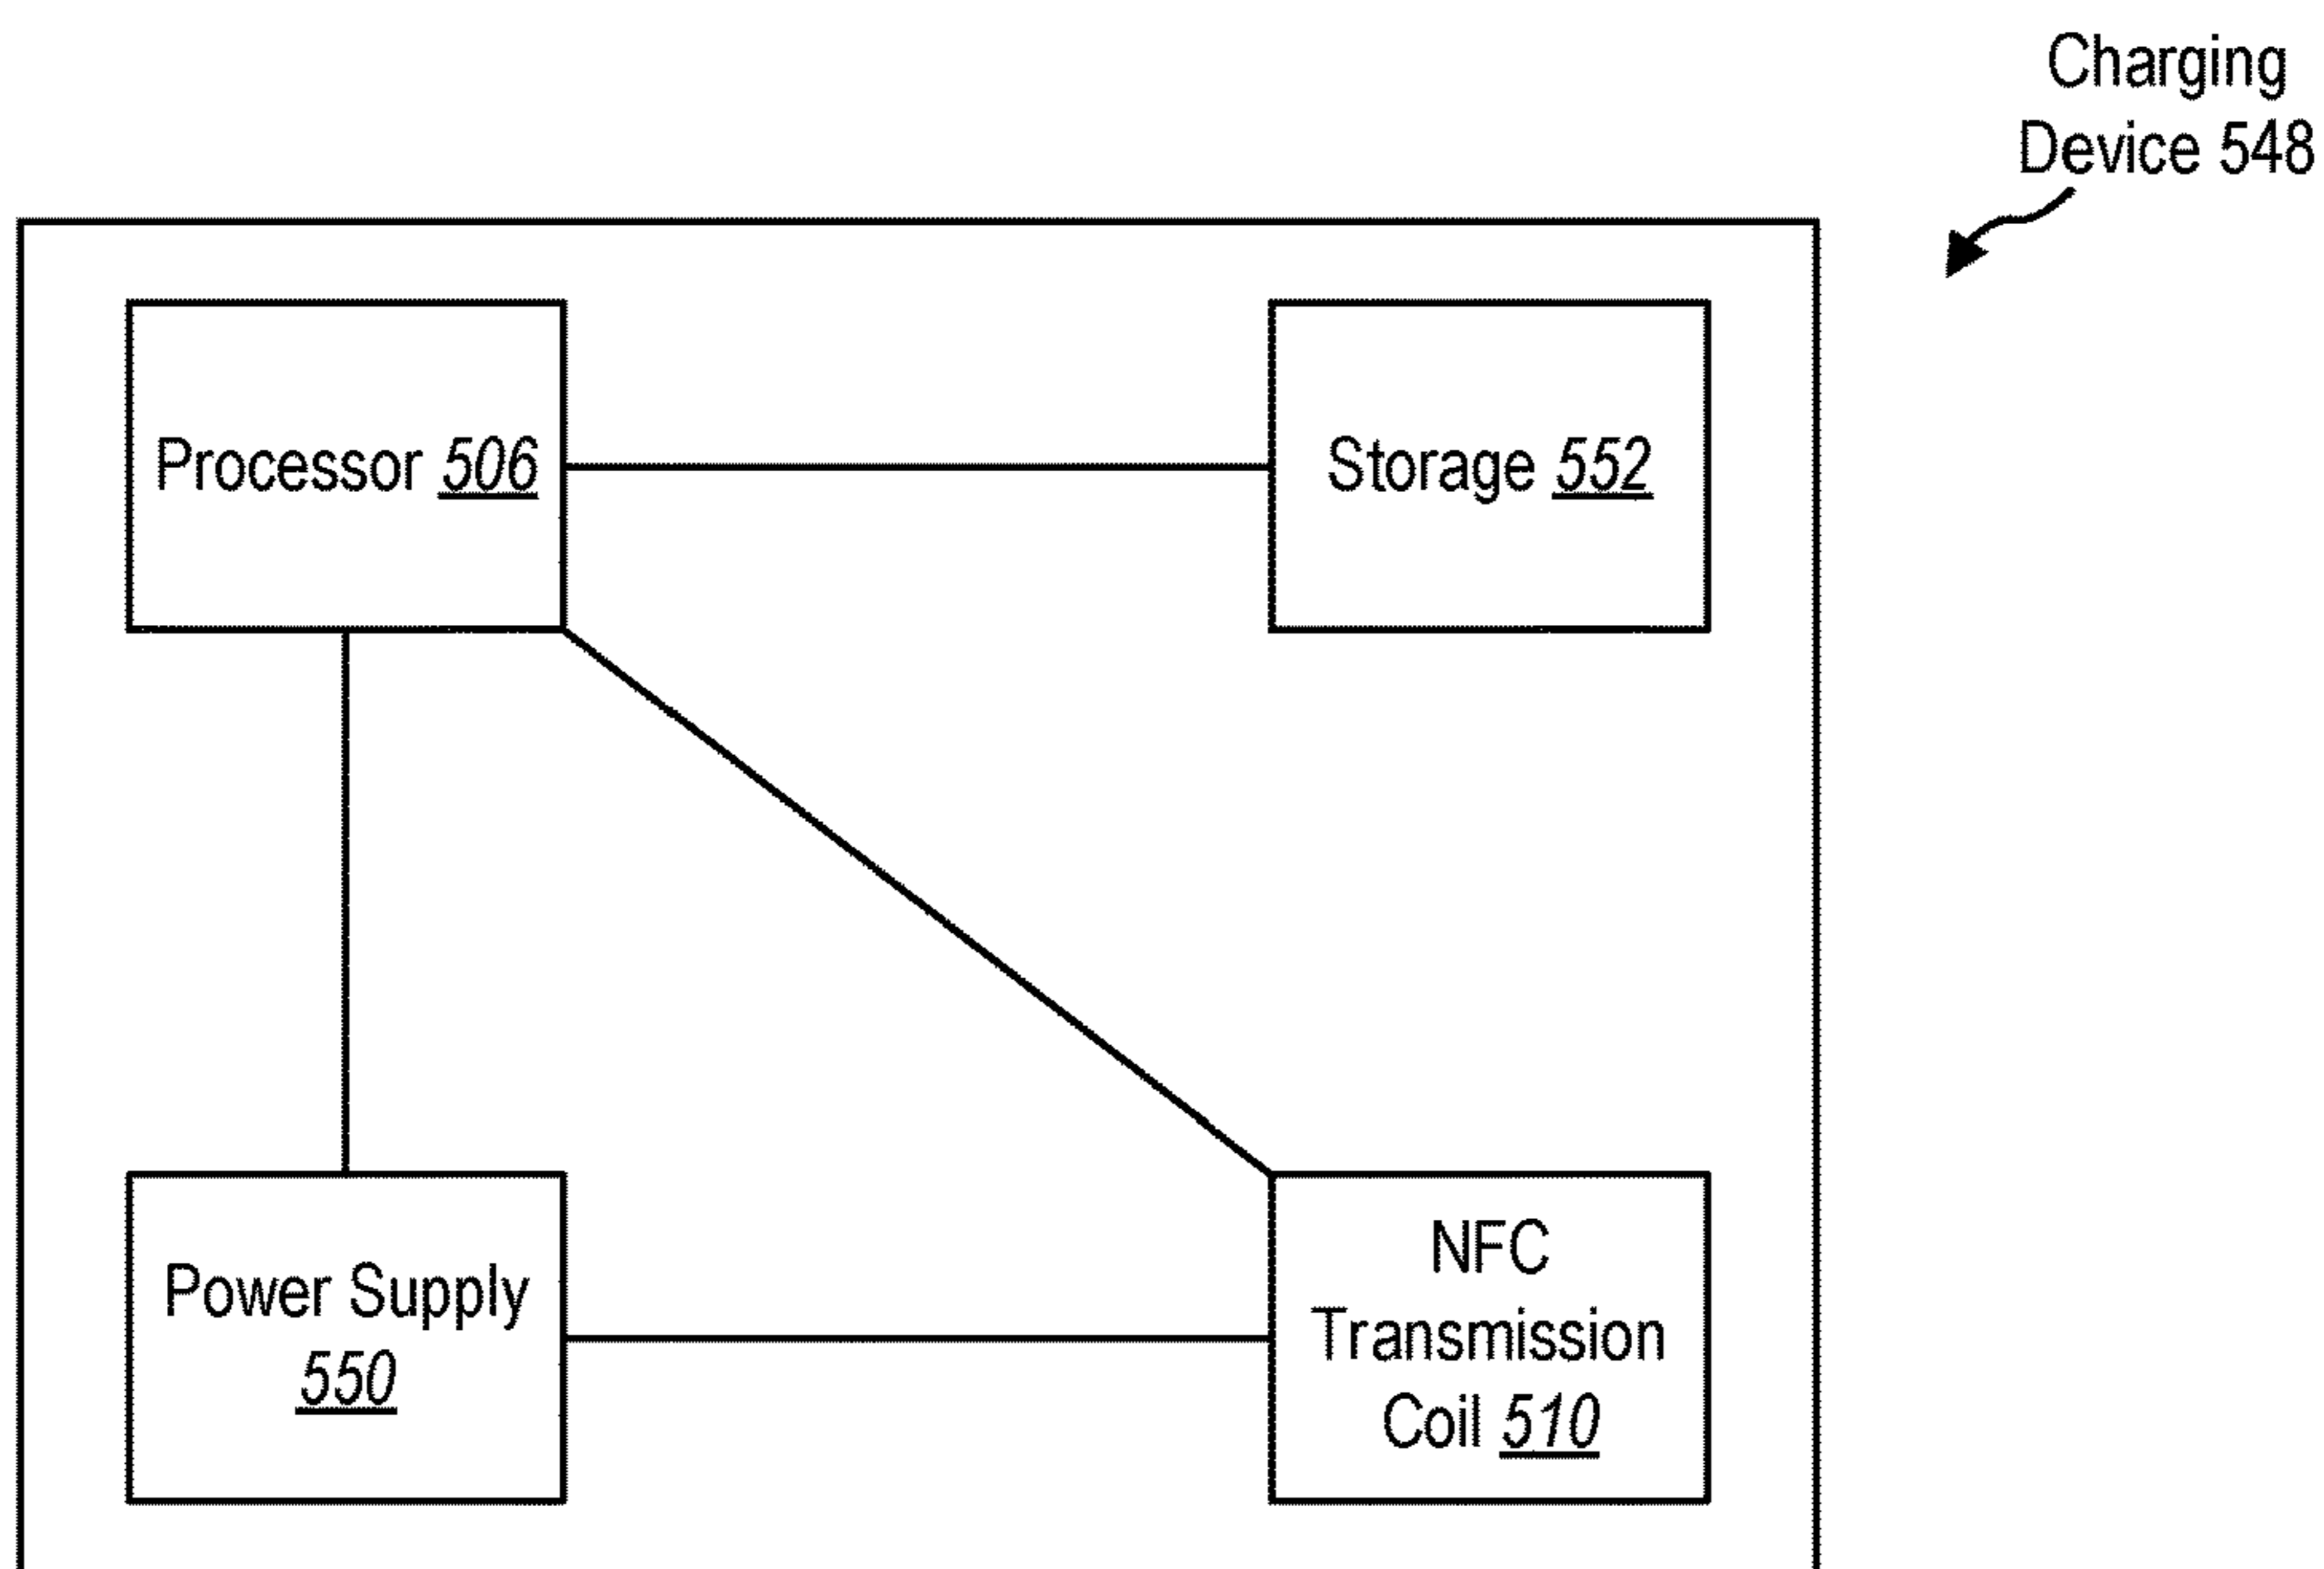 Charging
Device 548
Processor 506
Storage 552
Power Supply
550
NFC
Transmission
Coil 510